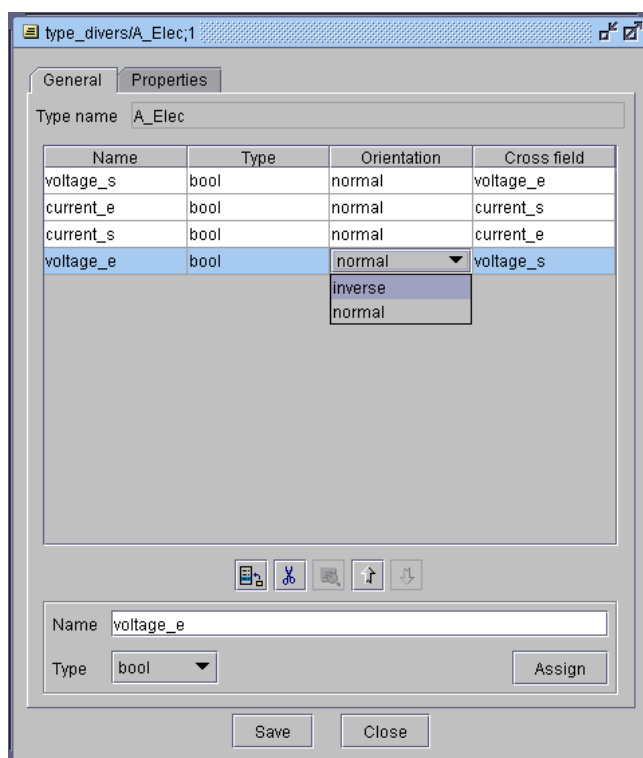 type_divers/A_Elec;1
General Properties
Type name A_Elec
Name Type Orientation Cross field
voltage_s bool normal voltage_e
current_e bool normal current_s
current_s bool normal current_e
voltage_e bool normal voltage_s
inverse
normal
Name voltage_e
Type bool Assign
Save Close